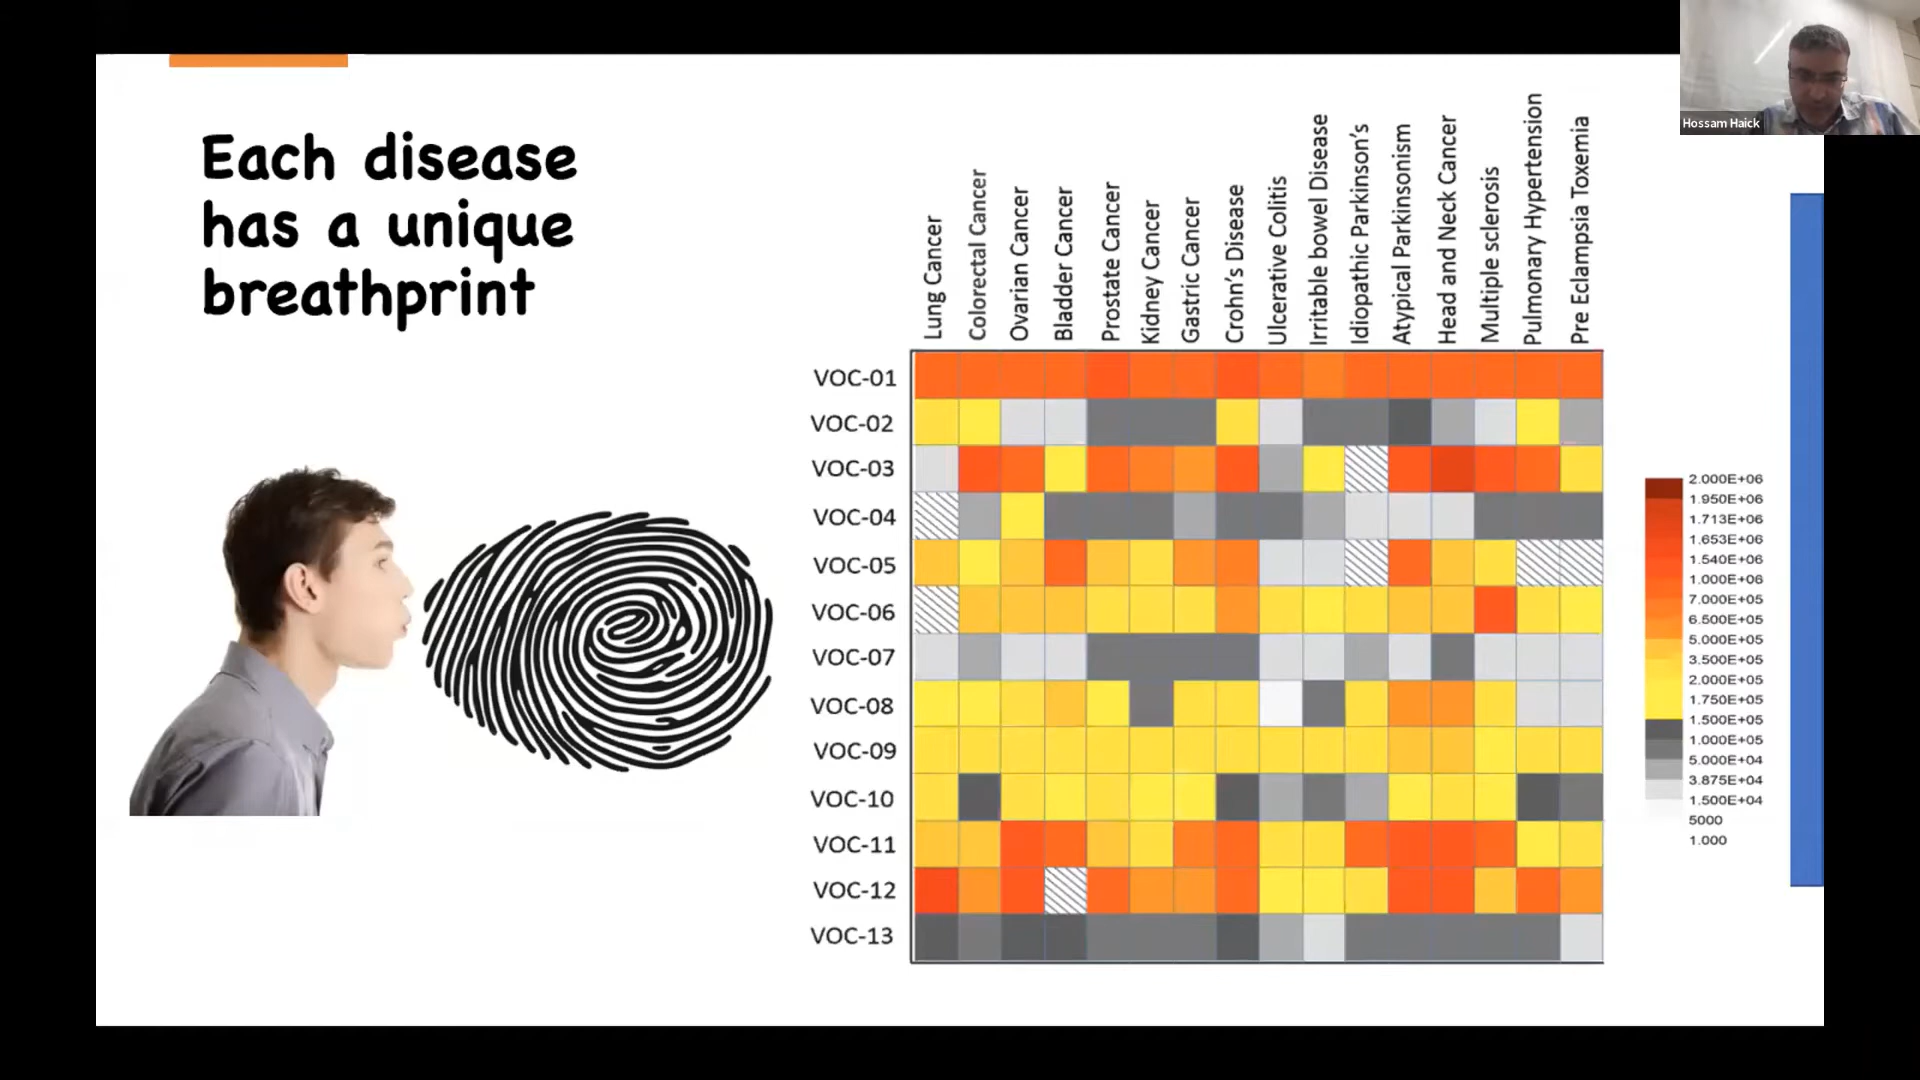 Hossam Haick
Each disease
has a unique
breathprint
Lung Cancer
Colorectal Cancer
Ovarian Cancer
Bladder Cancer
Prostate Cancer
Kidney Cancer
Gastric Cancer
Crohn's Disease
Ulcerative Colitis
Irritable bowel Disease
Idiopathic Parkinson's
Atypical Parkinsonism
Head and Neck Cancer
Multiple sclerosis
Pulmonary Hypertension
Pre Eclampsia Toxemia
VOC-01
VOC-02
VOC-03
VOC-04
VOC-05
VOC-06
VOC-07
VOC-08
VOC-09
VOC-10
VOC-11
VOC-12
VOC-13
2.000E+06
1.950E+06
1.713E+06
1.653E+06
1.540E+06
1.000E+06
7.000E+05
6.500E+05
5.000E+05
3.500E+05
2.000E+05
1.750E+05
1.500E+05
1.000E+05
5.000E+04
3.875E+04
1.500E+04
5000
1.000